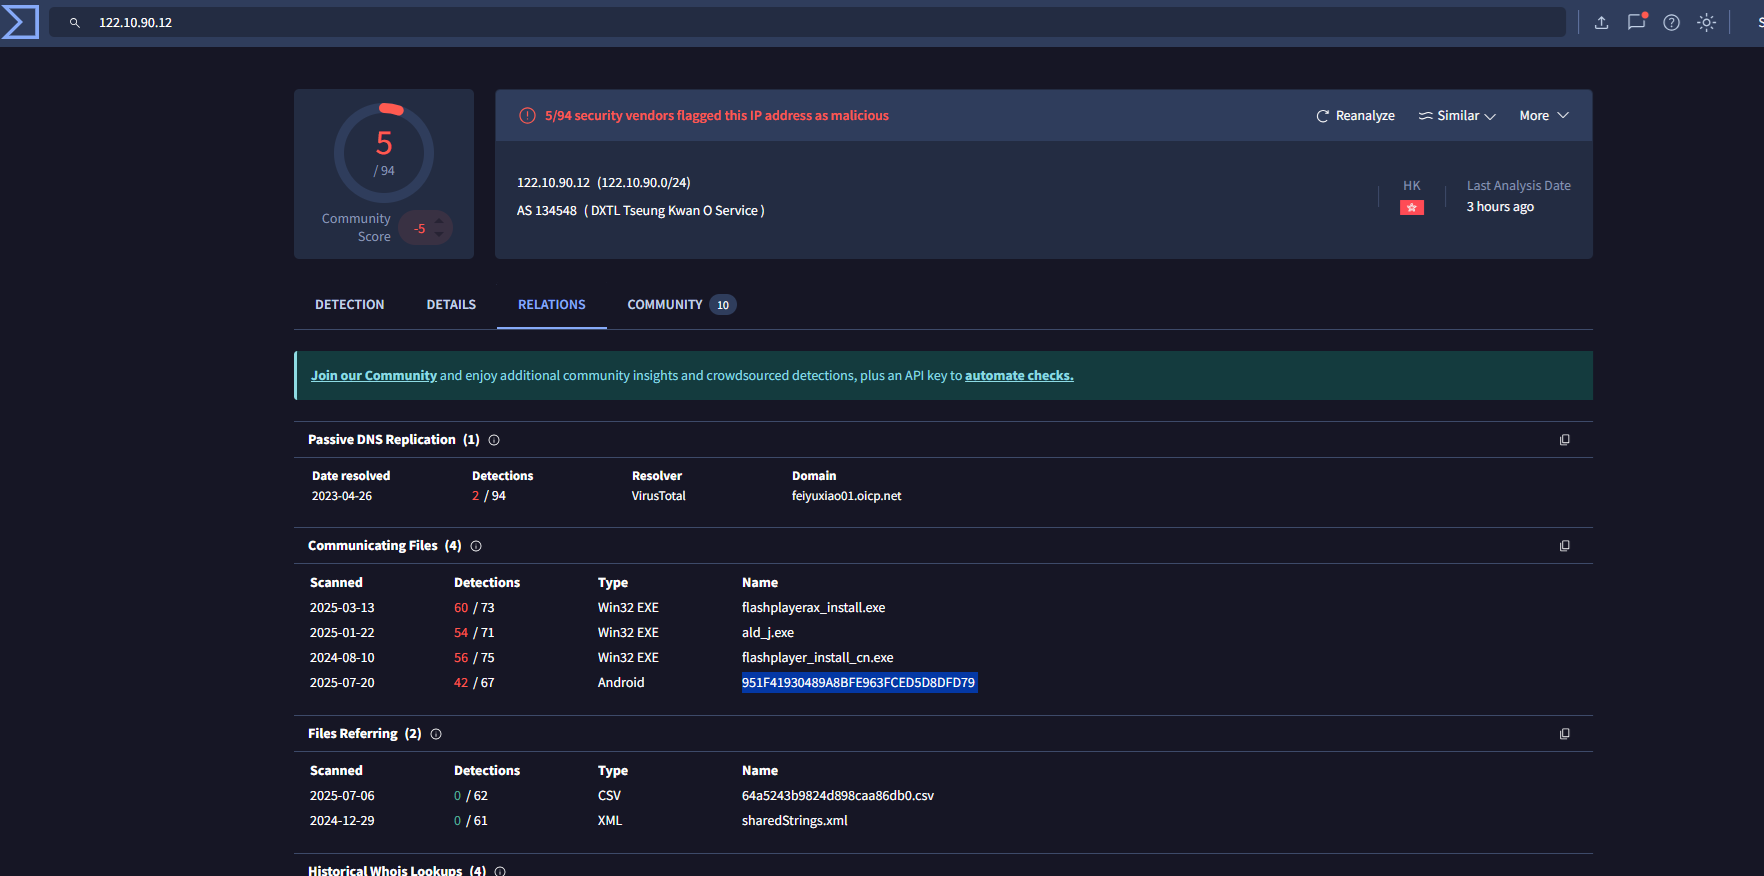 122.10.90.12
S
5
/ 94
Community
Score
-5
5/94 security vendors flagged this IP address as malicious
Reanalyze
Similar
More
122.10.90.12 (122.10.90.0/24)
AS 134548 ( DXTL Tseung Kwan O Service )
HK
Last Analysis Date
3 hours ago
DETECTION DETAILS RELATIONS COMMUNITY 10
Join our Community and enjoy additional community insights and crowdsourced detections, plus an API key to automate checks.
Passive DNS Replication (1)
Date resolved Detections Resolver Domain
2023-04-26 2 / 94 VirusTotal feiyuxiao01.oicp.net
Communicating Files (4)
Scanned Detections Type Name
2025-03-13 60 / 73 Win32 EXE flashplayerax_install.exe
2025-01-22 54 / 71 Win32 EXE ald_j.exe
2024-08-10 56 / 75 Win32 EXE flashplayer_install_cn.exe
2025-07-20 42 / 67 Android 951F41930489A8BFE963FCED5D8DFD79
Files Referring (2)
Scanned Detections Type Name
2025-07-06 0 / 62 CSV 64a5243b9824d898caa86db0.csv
2024-12-29 0 / 61 XML sharedStrings.xml
Historical Whois Lookups (4)